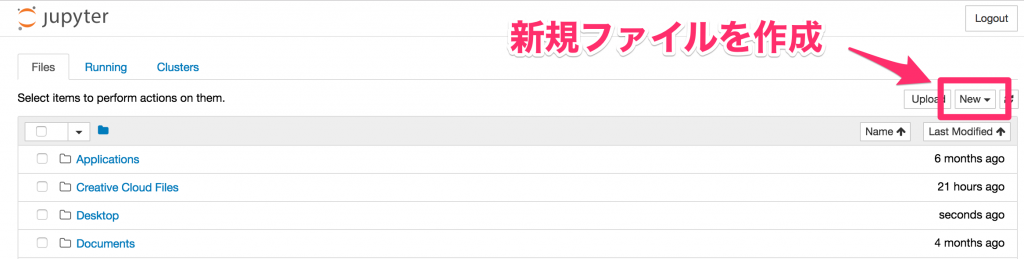 jupyter
Logout
新規ファイルを作成
Files Running Clusters
Select items to perform actions on them.
Upload New
Name Last Modified
Applications 6 months ago
Creative Cloud Files 21 hours ago
Desktop seconds ago
Documents 4 months ago